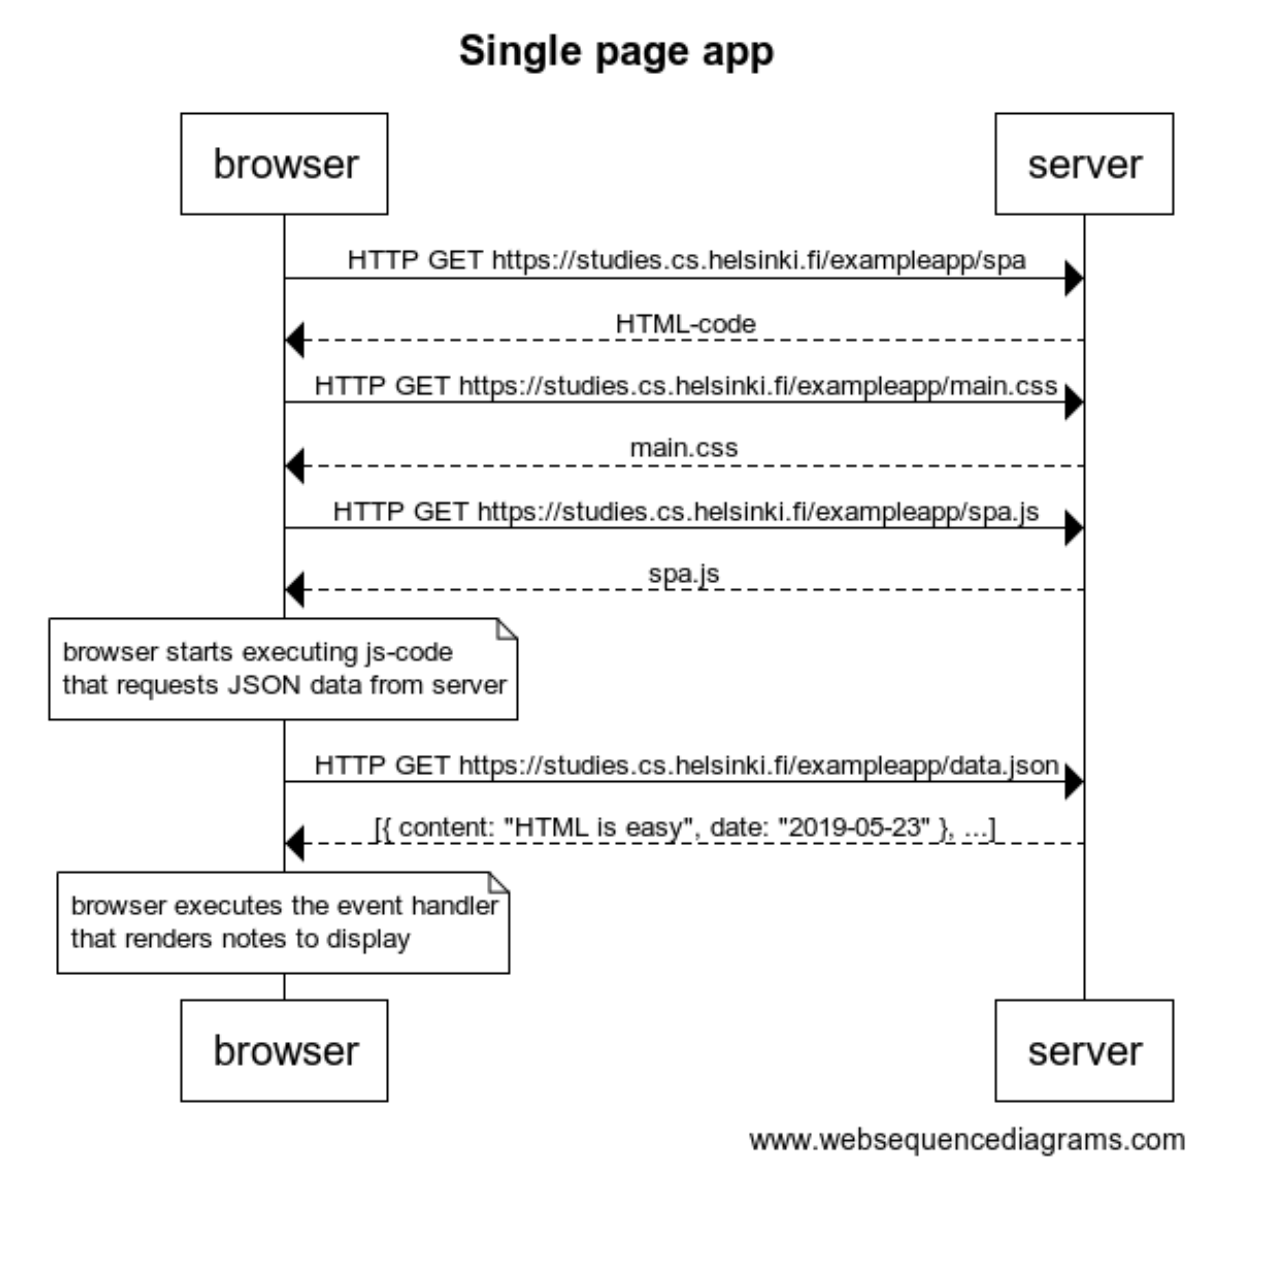 Single page app
browser
server
HTTP GET https://studies.cs.helsinki.fi/exampleapp/spa
HTML-code
HTTP GET https://studies.cs.helsinki.fi/exampleapp/main.css
main.css
HTTP GET https://studies.cs.helsinki.fi/exampleapp/spa.js
spa.js
browser starts executing js-code
that requests JSON data from server
HTTP GET https://studies.cs.helsinki.fi/exampleapp/data.json
[{ content: "HTML is easy", date: "2019-05-23" }, ...]
browser executes the event handler
that renders notes to display
browser
server
www.websequencediagrams.com